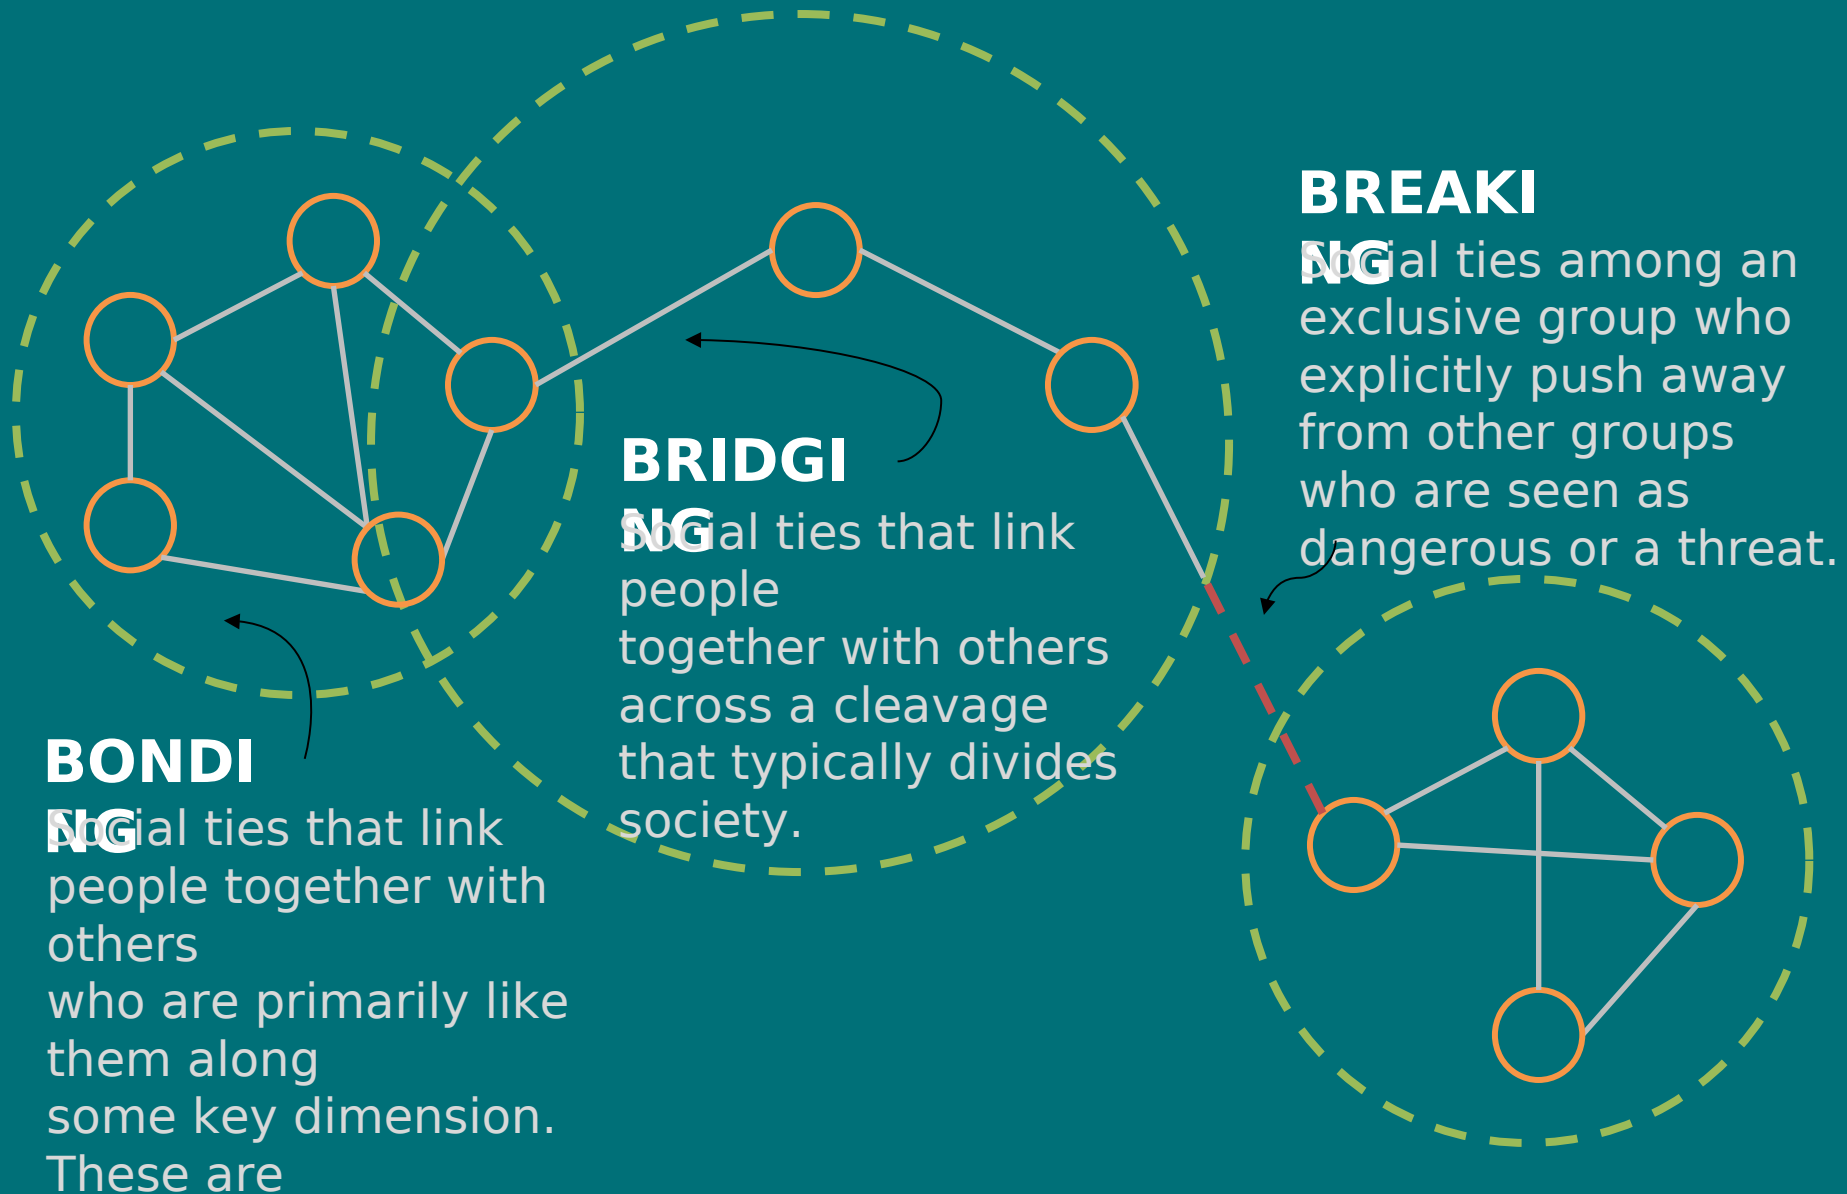 BONDI
NG
Social ties that link
people together with
others
who are primarily like
them along
some key dimension.
These are
BRIDGI
NG
Social ties that link
people
together with others
across a cleavage
that typically divides
society.
BREAKI
NG
Social ties among an
exclusive group who
explicitly push away
from other groups
who are seen as
dangerous or a threat.